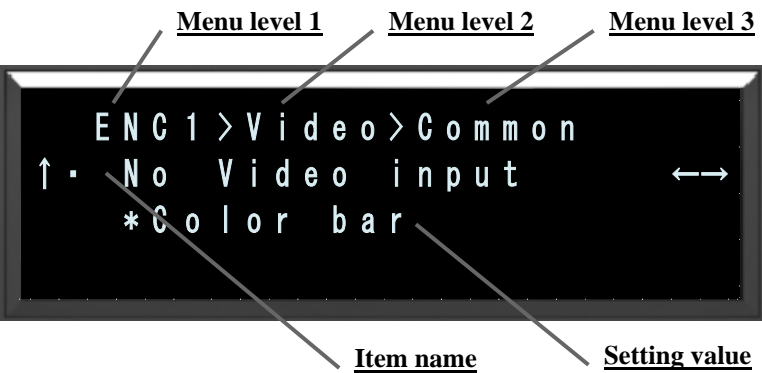 Menu level 1 Menu level 2 Menu level 3
ENC1>Video>Common
↑・ No Video input ←→
*Color bar
Item name Setting value